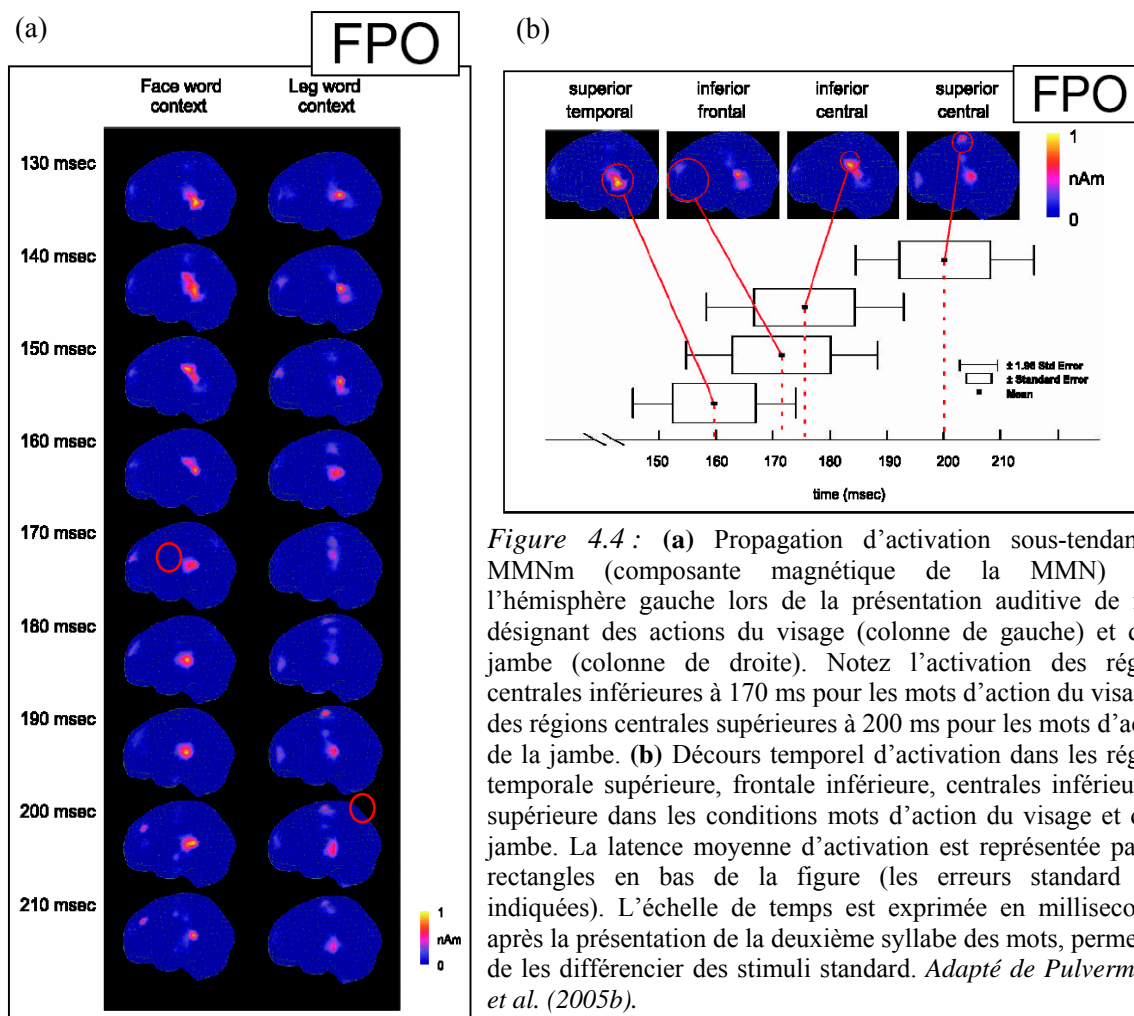 (a)
FPO
Face word context
Leg word context
130 msec
140 msec
150 msec
160 msec
170 msec
180 msec
190 msec
200 msec
210 msec
1
nAm
0
(b)
FPO
superior temporal
inferior frontal
inferior central
superior central
1
nAm
0
± 1.96 Std Error
± Standard Error
Mean
150 160 170 180 190 200 210
time (msec)
Figure 4.4 : (a) Propagation d’activation sous-tendan
MMNm (composante magnétique de la MMN)
l’hémisphère gauche lors de la présentation auditive de
désignant des actions du visage (colonne de gauche) et d
jambe (colonne de droite). Notez l’activation des rég
centrales inférieures à 170 ms pour les mots d’action du visa
des régions centrales supérieures à 200 ms pour les mots d’a
de la jambe. (b) Décours temporel d’activation dans les rég
temporale supérieure, frontale inférieure, centrales inférieu
supérieure dans les conditions mots d’action du visage et d
jambe. La latence moyenne d’activation est représentée pa
rectangles en bas de la figure (les erreurs standard
indiquées). L’échelle de temps est exprimée en milliseco
après la présentation de la deuxième syllabe des mots, perme
de les différencier des stimuli standard. Adapté de Pulverm
et al. (2005b).